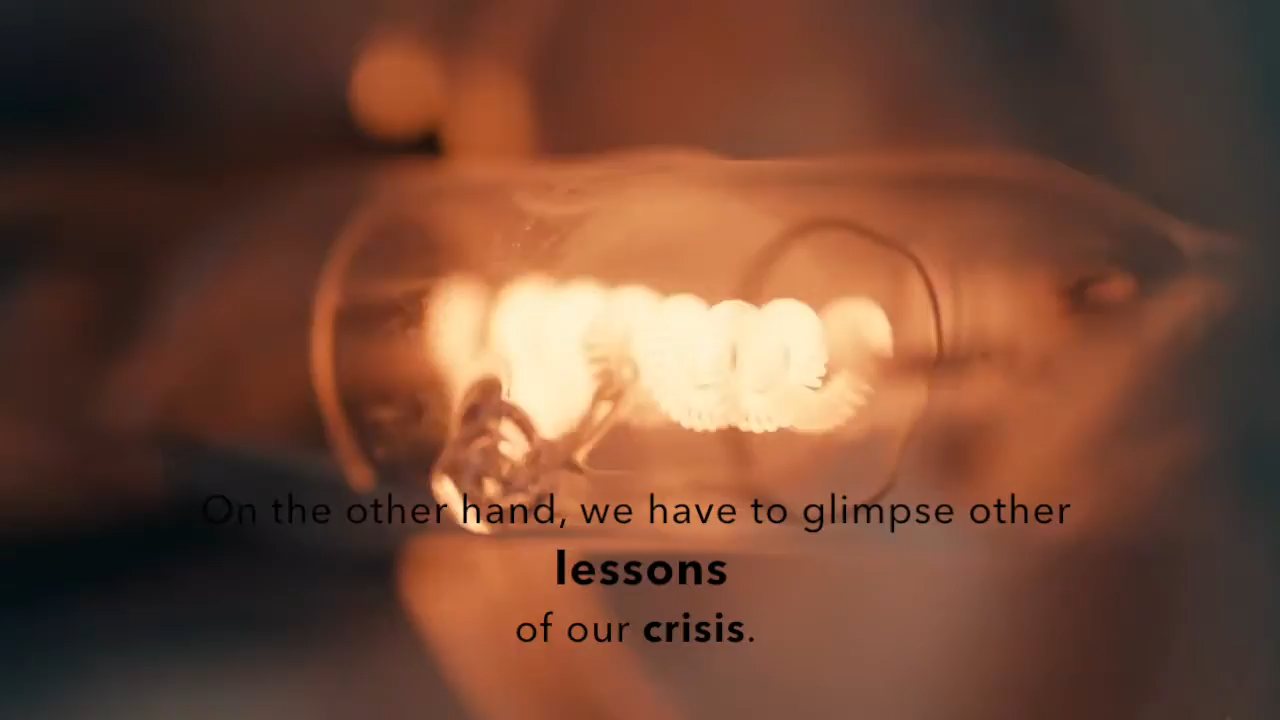 On the other hand, we have to glimpse other
lessons
of our crisis.